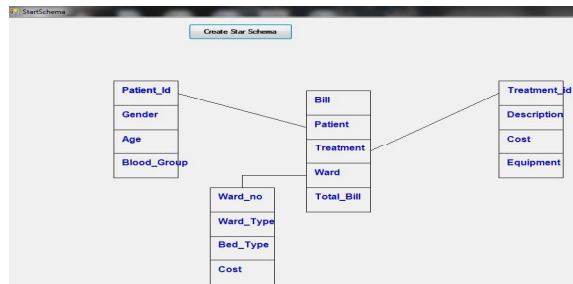 StartSchema
Create Star Schema
Patient_Id
Gender
Age
Blood_Group
Bill
Patient
Treatment
Ward
Total_Bill
Treatment_id
Description
Cost
Equipment
Ward_no
Ward_Type
Bed_Type
Cost